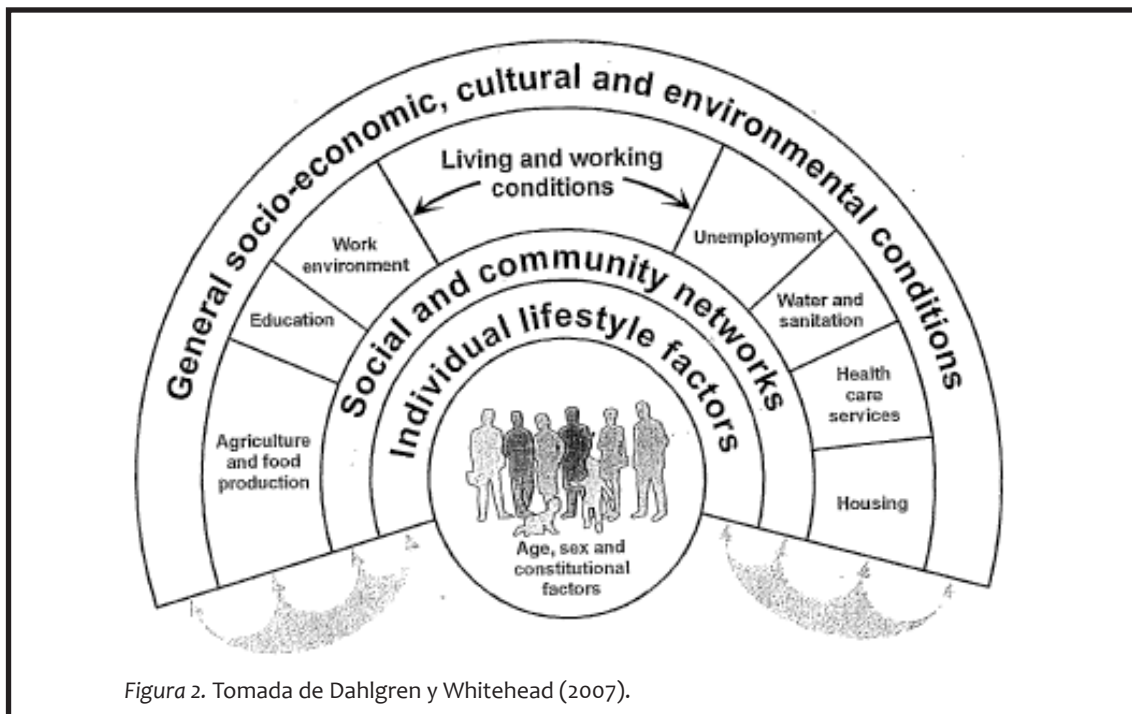 General socio-economic, cultural and environmental conditions
Living and working
conditions
Work
environment
Education
Agriculture
and food
production
Unemployment
Water and
sanitation
Health
care
services
Housing
Social and community networks
Individual lifestyle factors
Age, sex and
constitutional
factors
Figura 2. Tomada de Dahlgren y Whitehead (2007).